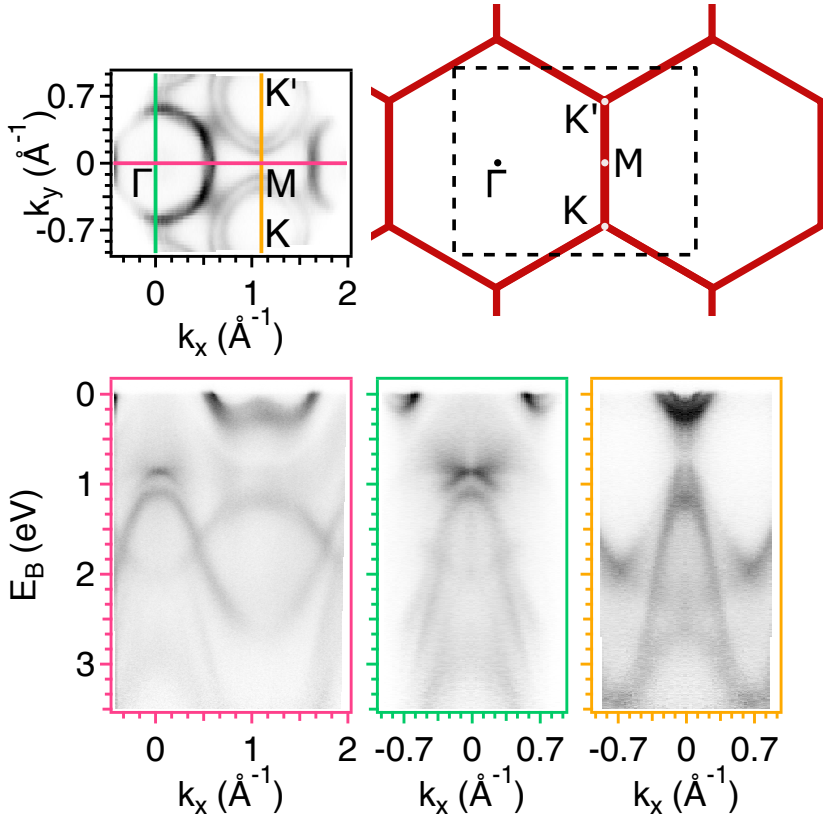 0.7
0
-0.7
k_y (Å⁻¹)
Γ
K'
M
K
0 1 2
k_x (Å⁻¹)
K'
M
Γ
K
0
1
2
3
E_B (eV)
0 1 2
k_x (Å⁻¹)
-0.7 0 0.7
k_x (Å⁻¹)
-0.7 0 0.7
k_x (Å⁻¹)